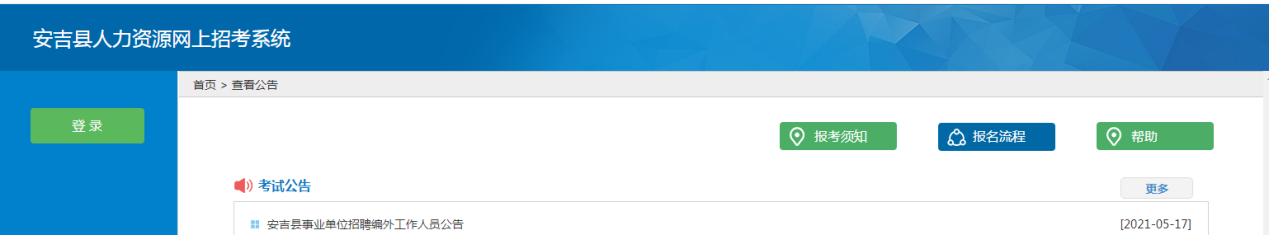 安吉县人力资源网上招考系统
首页 > 查看公告
登 录
报考须知 报名流程 帮助
考试公告 更多
安吉县事业单位招聘编外工作人员公告 [2021-05-17]